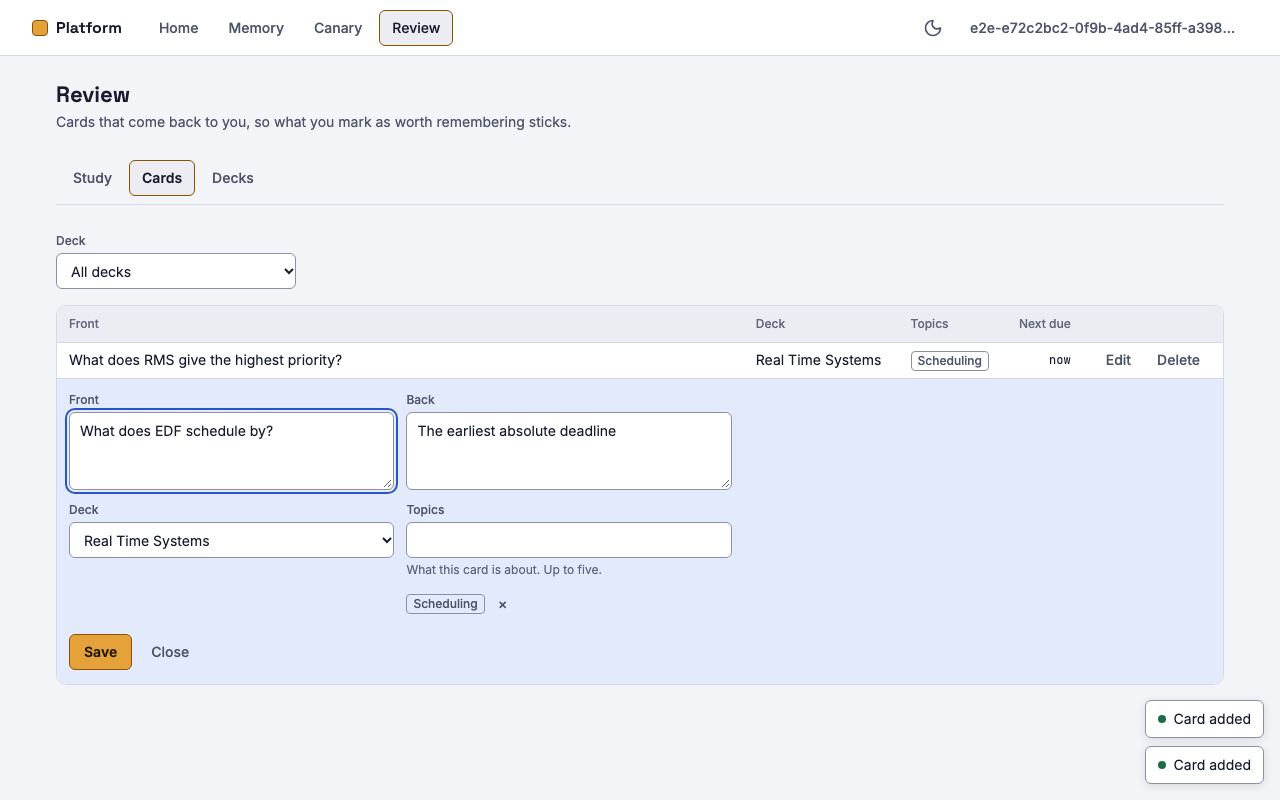 Platform
Home
Memory
Canary
Review
e2e-e72c2bc2-0f9b-4ad4-85ff-a398...
Review
Cards that come back to you, so what you mark as worth remembering sticks.
Study
Cards
Decks
Deck
All decks
Front
Deck
Topics
Next due
What does RMS give the highest priority?
Real Time Systems
Scheduling
now
Edit
Delete
Front
Back
What does EDF schedule by?
The earliest absolute deadline
Deck
Topics
Real Time Systems
What this card is about. Up to five.
Scheduling ×
Save
Close
Card added
Card added